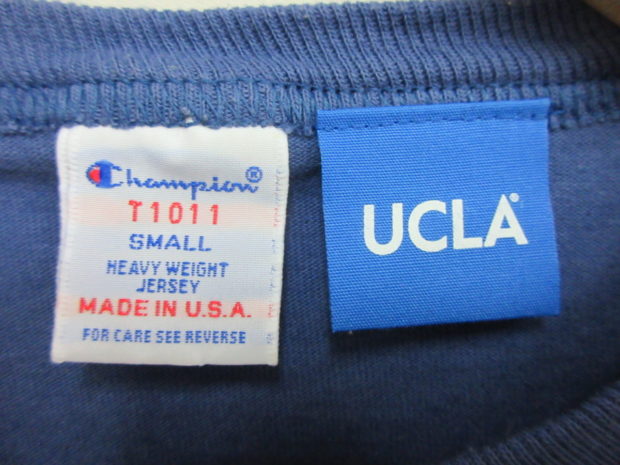 Champion®
T1011
SMALL
HEAVY WEIGHT
JERSEY
MADE IN U.S.A.
FOR CARE SEE REVERSE
UCLA